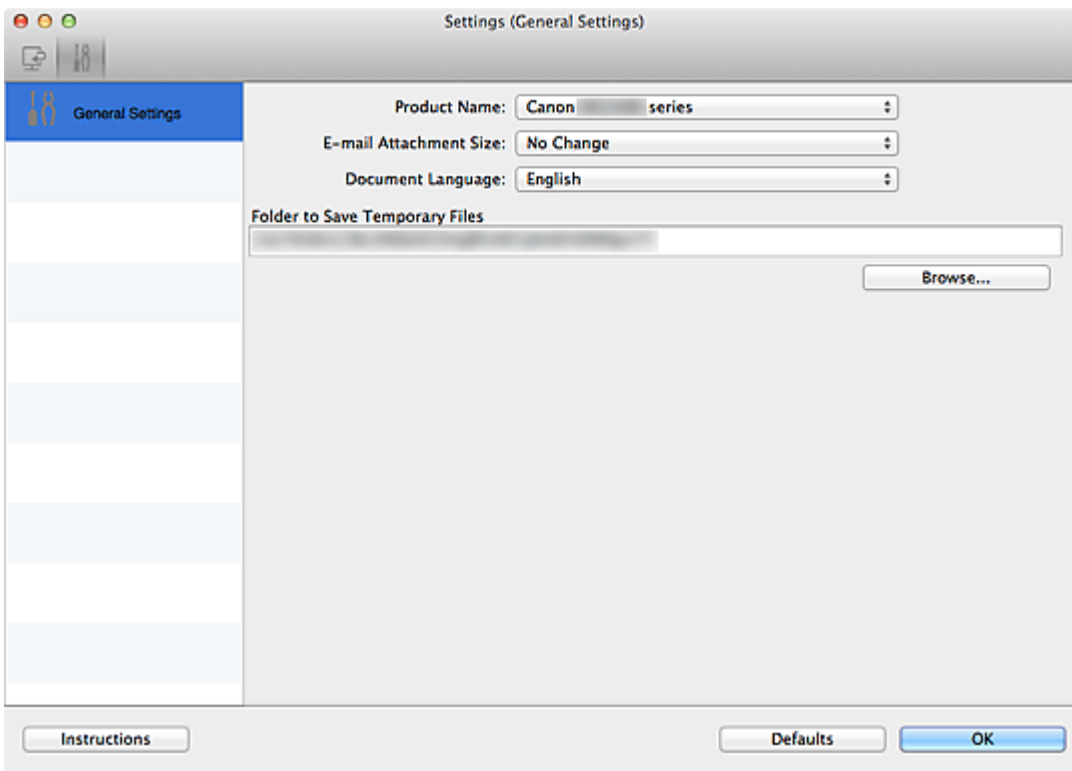 Settings (General Settings)
General Settings
Product Name: Canon series
E-mail Attachment Size: No Change
Document Language: English
Folder to Save Temporary Files
Browse...
Instructions Defaults OK